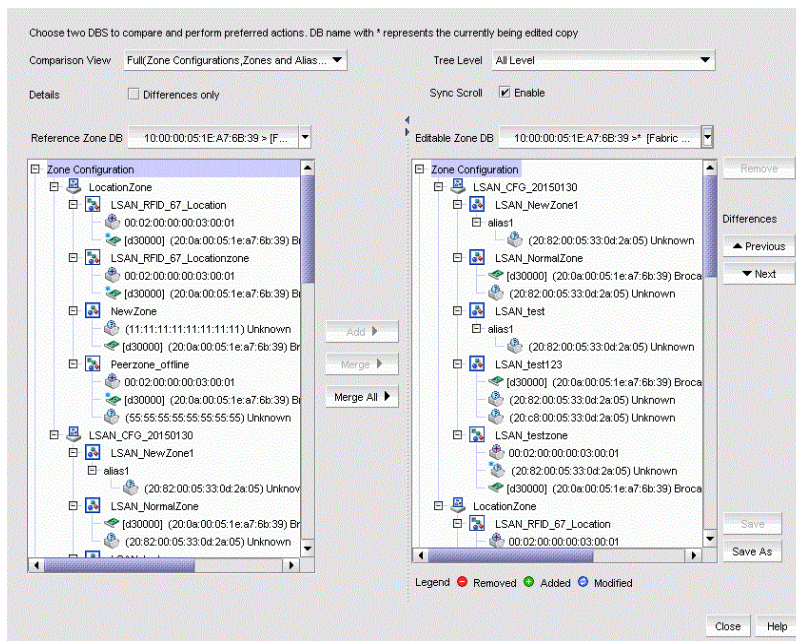 Choose two DBS to compare and perform preferred actions. DB name with * represents the currently being edited copy
Comparison View Full(Zone Configurations,Zones and Alias... Tree Level All Level
Details Differences only Sync Scroll Enable
Reference Zone DB 10:00:00:05:1E:A7:6B:39 > [F...
Zone Configuration
LocationZone
LSAN_RFID_67_Location
00:02:00:00:00:03:00:01
[d30000] (20:0a:00:05:1e:a7:6b:39) Br
LSAN_RFID_67_Locationzone
00:02:00:00:00:03:00:01
[d30000] (20:0a:00:05:1e:a7:6b:39) Br
NewZone
(11:11:11:11:11:11:11:11) Unknown
[d30000] (20:0a:00:05:1e:a7:6b:39) Br
Peerzone_offline
00:02:00:00:00:03:00:01
[d30000] (20:0a:00:05:1e:a7:6b:39) Br
(55:55:55:55:55:55:55:55) Unknown
LSAN_CFG_20150130
LSAN_NewZone1
alias1
(20:82:00:05:33:0d:2a:05) Unknov
LSAN_NormalZone
[d30000] (20:0a:00:05:1e:a7:6b:39) Br
(20:82:00:05:33:0d:2a:05) Unknown
Add
Merge
Merge All
Editable Zone DB 10:00:00:05:1E:A7:6B:39 >* [Fabric ...
Zone Configuration
LSAN_CFG_20150130
LSAN_NewZone1
alias1
(20:82:00:05:33:0d:2a:05) Unknown
LSAN_NormalZone
[d30000] (20:0a:00:05:1e:a7:6b:39) Broca
(20:82:00:05:33:0d:2a:05) Unknown
LSAN_test
alias1
(20:82:00:05:33:0d:2a:05) Unknown
LSAN_test123
[d30000] (20:0a:00:05:1e:a7:6b:39) Broca
(20:82:00:05:33:0d:2a:05) Unknown
(20:c8:00:05:33:0d:2a:05) Unknown
LSAN_testzone
00:02:00:00:00:03:00:01
(20:82:00:05:33:0d:2a:05) Unknown
[d30000] (20:0a:00:05:1e:a7:6b:39) Broca
LocationZone
LSAN_RFID_67_Location
00:02:00:00:00:03:00:01
Legend Removed Added Modified
Remove
Differences
Previous
Next
Save
Save As
Close Help